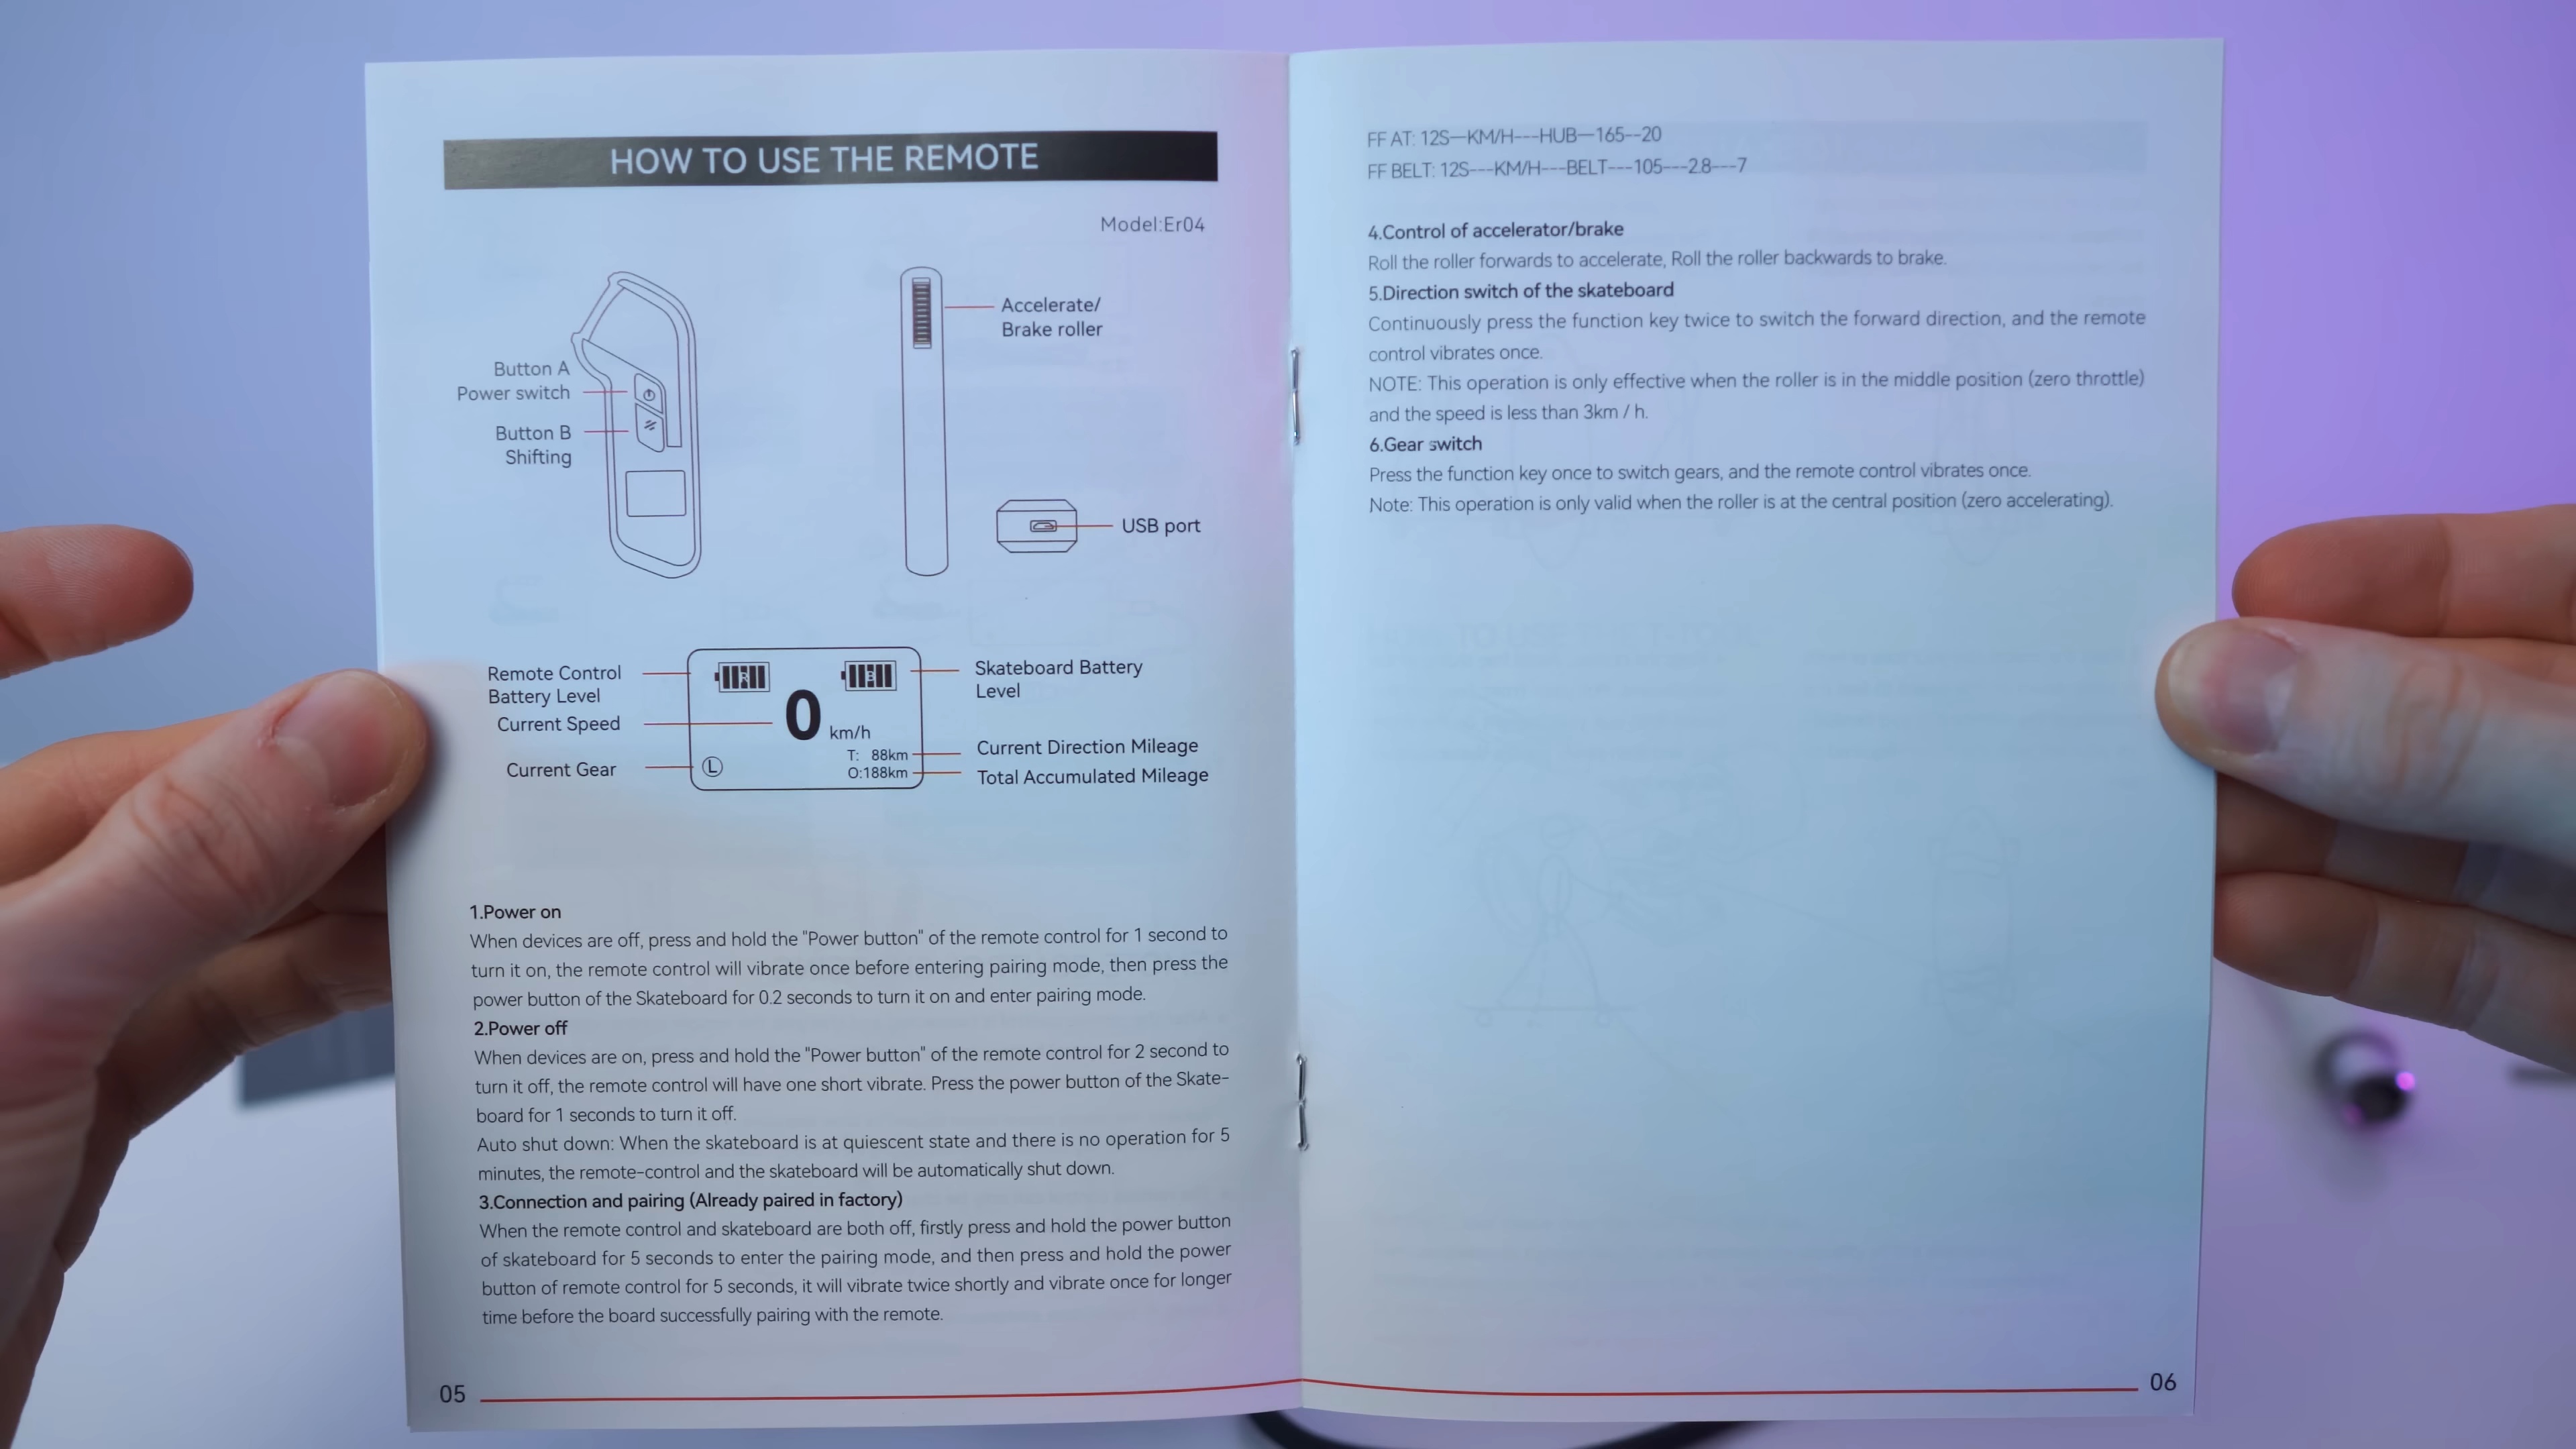 HOW TO USE THE REMOTE
Model:Er04
Accelerate/
Brake roller
Button A
Power switch
Button B
Shifting
USB port
Remote Control
Battery Level
Current Speed
Current Gear
R
B
0 km/h
T: 88km
O:188km
L
Skateboard Battery
Level
Current Direction Mileage
Total Accumulated Mileage
1.Power on
When devices are off, press and hold the "Power button" of the remote control for 1 second to
turn it on, the remote control will vibrate once before entering pairing mode, then press the
power button of the Skateboard for 0.2 seconds to turn it on and enter pairing mode.
2.Power off
When devices are on, press and hold the "Power button" of the remote control for 2 second to
turn it off, the remote control will have one short vibrate. Press the power button of the Skate-
board for 1 seconds to turn it off.
Auto shut down: When the skateboard is at quiescent state and there is no operation for 5
minutes, the remote-control and the skateboard will be automatically shut down.
3.Connection and pairing (Already paired in factory)
When the remote control and skateboard are both off, firstly press and hold the power button
of skateboard for 5 seconds to enter the pairing mode, and then press and hold the power
button of remote control for 5 seconds, it will vibrate twice shortly and vibrate once for longer
time before the board successfully pairing with the remote.
05
FF AT: 12S—KM/H---HUB—165--20
FF BELT: 12S---KM/H---BELT---105---2.8---7
4.Control of accelerator/brake
Roll the roller forwards to accelerate, Roll the roller backwards to brake.
5.Direction switch of the skateboard
Continuously press the function key twice to switch the forward direction, and the remote
control vibrates once.
NOTE: This operation is only effective when the roller is in the middle position (zero throttle)
and the speed is less than 3km / h.
6.Gear switch
Press the function key once to switch gears, and the remote control vibrates once.
Note: This operation is only valid when the roller is at the central position (zero accelerating).
06